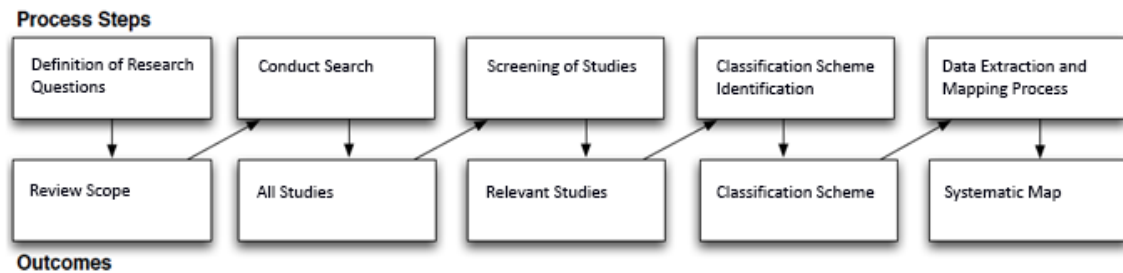 Process Steps
Definition of Research
Questions
Conduct Search
Screening of Studies
Classification Scheme
Identification
Data Extraction and
Mapping Process
Review Scope
All Studies
Relevant Studies
Classification Scheme
Systematic Map
Outcomes